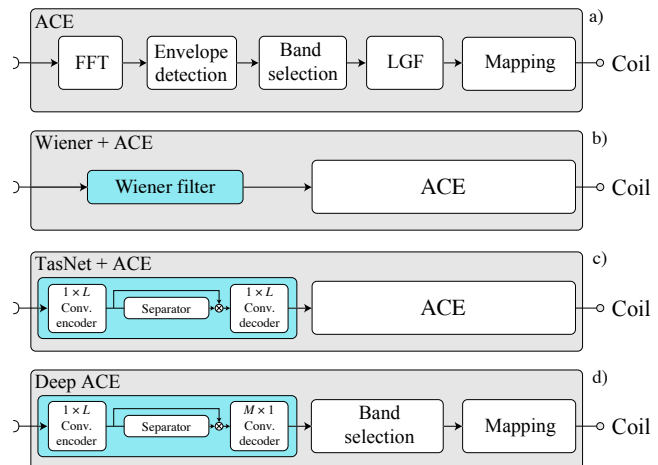 ACE
a)
FFT
Envelope
detection
Band
selection
LGF
Mapping
Coil
Wiener + ACE
b)
Wiener filter
ACE
Coil
TasNet + ACE
c)
1 × L
Conv.
encoder
Separator
1 × L
Conv.
decoder
ACE
Coil
Deep ACE
d)
1 × L
Conv.
encoder
Separator
M × 1
Conv.
decoder
Band
selection
Mapping
Coil